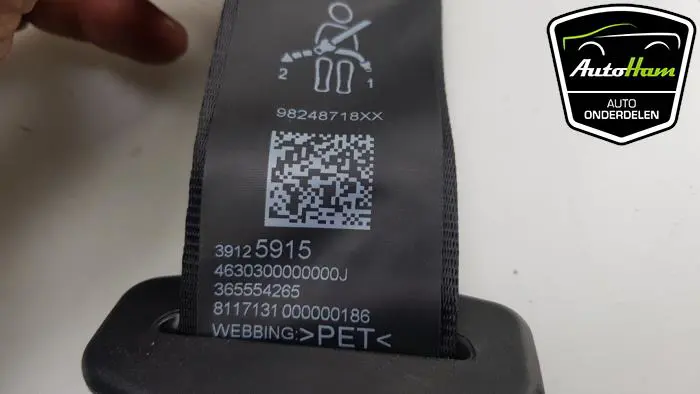 2
1
98248718XX
3912 5915
4630300000000J
365554265
8117131 000000186
WEBBING:>PET<
AutoHam
AUTO
ONDERDELEN